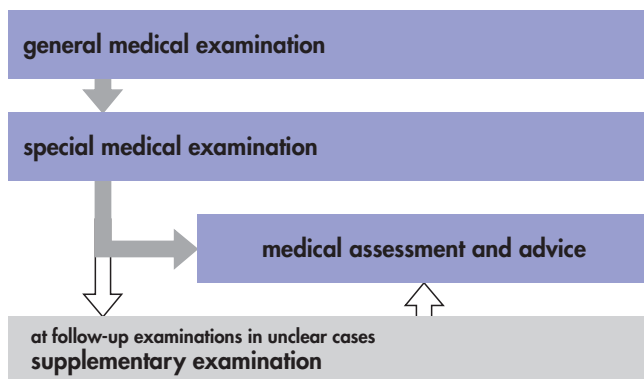 general medical examination
special medical examination
medical assessment and advice
at follow-up examinations in unclear cases
supplementary examination